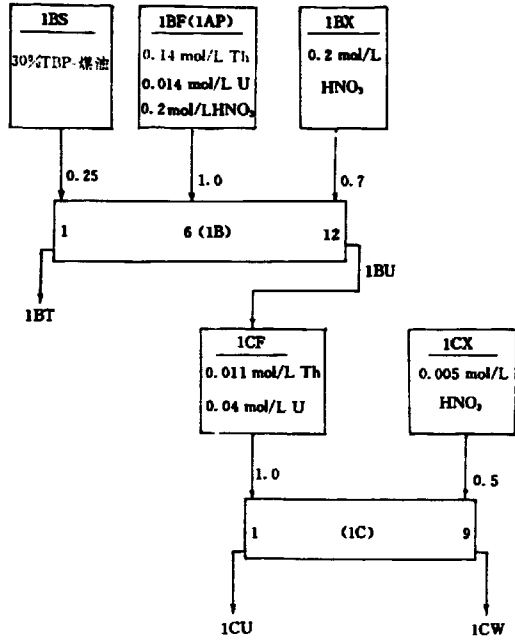 1BS
30%TBP-煤油
1BF(1AP)
0.14 mol/L Th
0.014 mol/L U
0.2mol/LHNO₃
1BX
0.2 mol/L
HNO₃
0.25
1.0
0.7
1
6 (1B)
12
1BT
1BU
1CF
0.011 mol/L Th
0.04 mol/L U
1CX
0.005 mol/L
HNO₃
1.0
0.5
1
(1C)
9
1CU
1CW